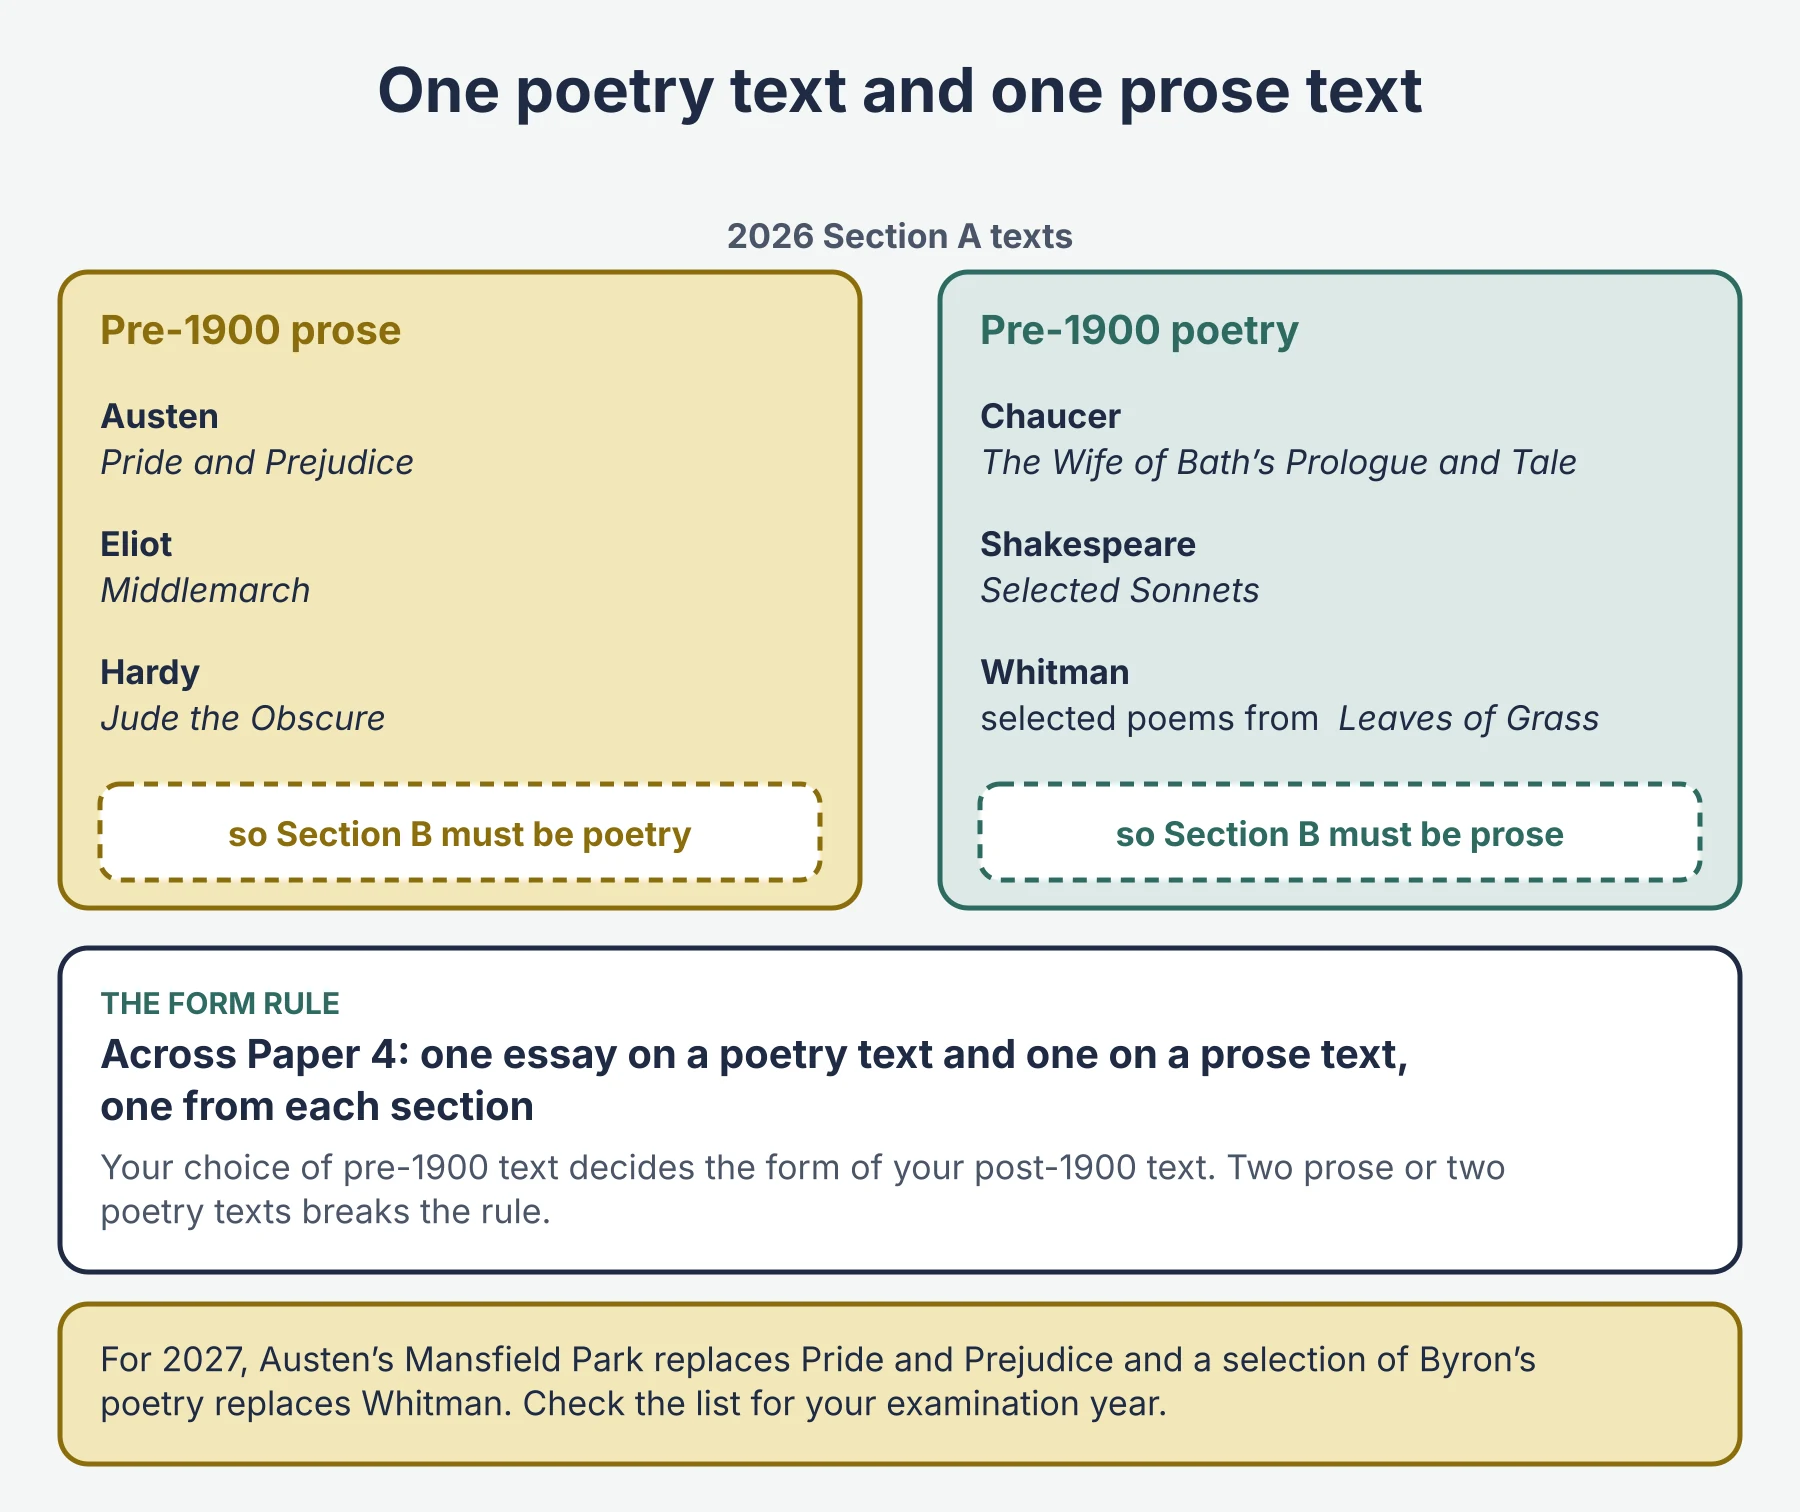 One poetry text and one prose text
2026 Section A texts
Pre-1900 prose
Austen
Pride and Prejudice
Eliot
Middlemarch
Hardy
Jude the Obscure
so Section B must be poetry
Pre-1900 poetry
Chaucer
The Wife of Bath’s Prologue and Tale
Shakespeare
Selected Sonnets
Whitman
selected poems from Leaves of Grass
so Section B must be prose
THE FORM RULE
Across Paper 4: one essay on a poetry text and one on a prose text,
one from each section
Your choice of pre-1900 text decides the form of your post-1900 text. Two prose or two
poetry texts breaks the rule.
For 2027, Austen’s Mansfield Park replaces Pride and Prejudice and a selection of Byron’s
poetry replaces Whitman. Check the list for your examination year.